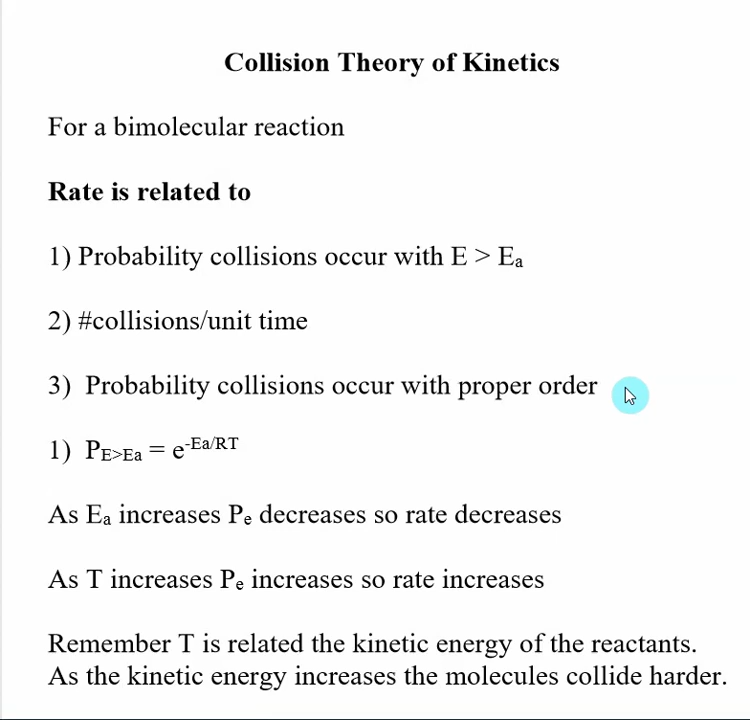 Collision Theory of Kinetics
For a bimolecular reaction
Rate is related to
1) Probability collisions occur with E > Ea
2) #collisions/unit time
3) Probability collisions occur with proper order
1) PE>Ea = e-Ea/RT
As Ea increases Pe decreases so rate decreases
As T increases Pe increases so rate increases
Remember T is related the kinetic energy of the reactants.
As the kinetic energy increases the molecules collide harder.